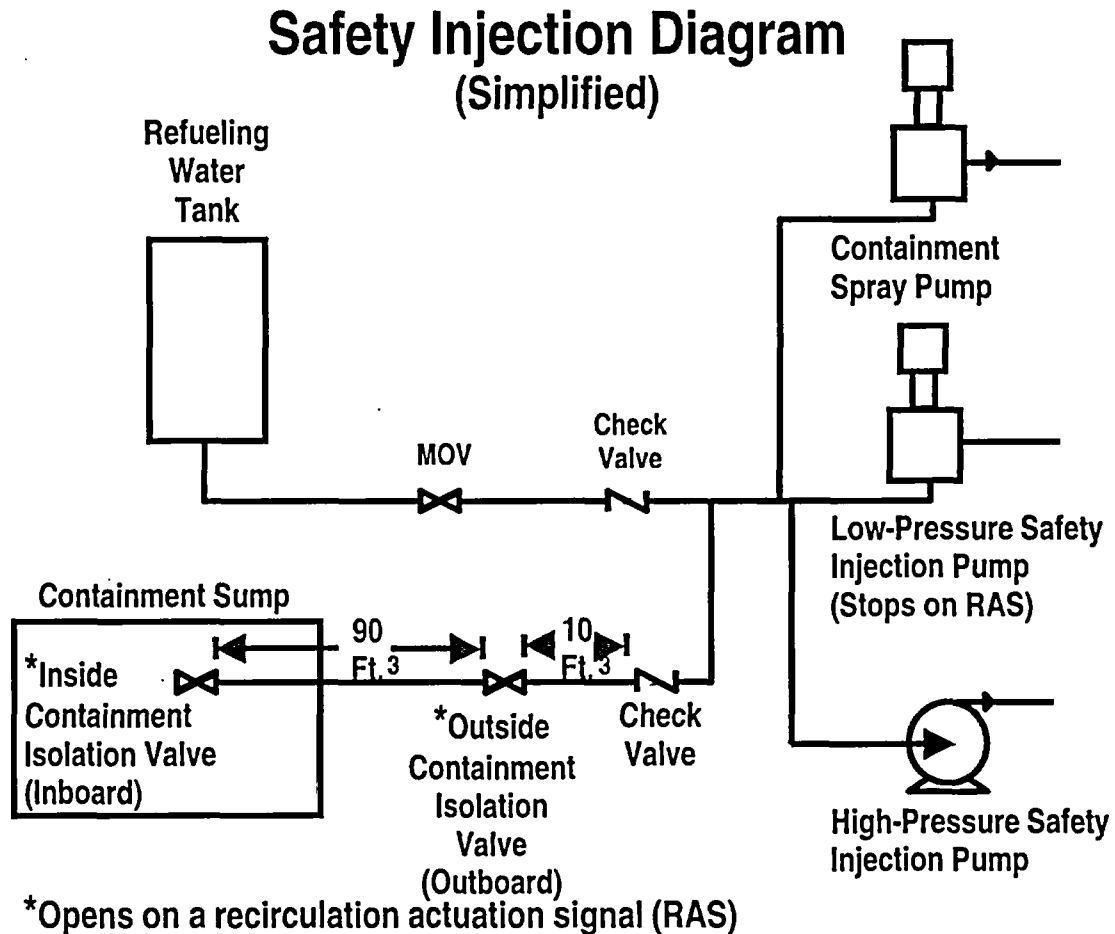 Safety Injection Diagram
(Simplified)
Refueling
Water
Tank
Containment
Spray Pump
MOV
Check
Valve
Low-Pressure Safety
Injection Pump
(Stops on RAS)
Containment Sump
90
Ft.3
10
Ft.3
*Inside
Containment
Isolation Valve
(Inboard)
*Outside
Containment
Isolation
Valve
(Outboard)
Check
Valve
High-Pressure Safety
Injection Pump
*Opens on a recirculation actuation signal (RAS)